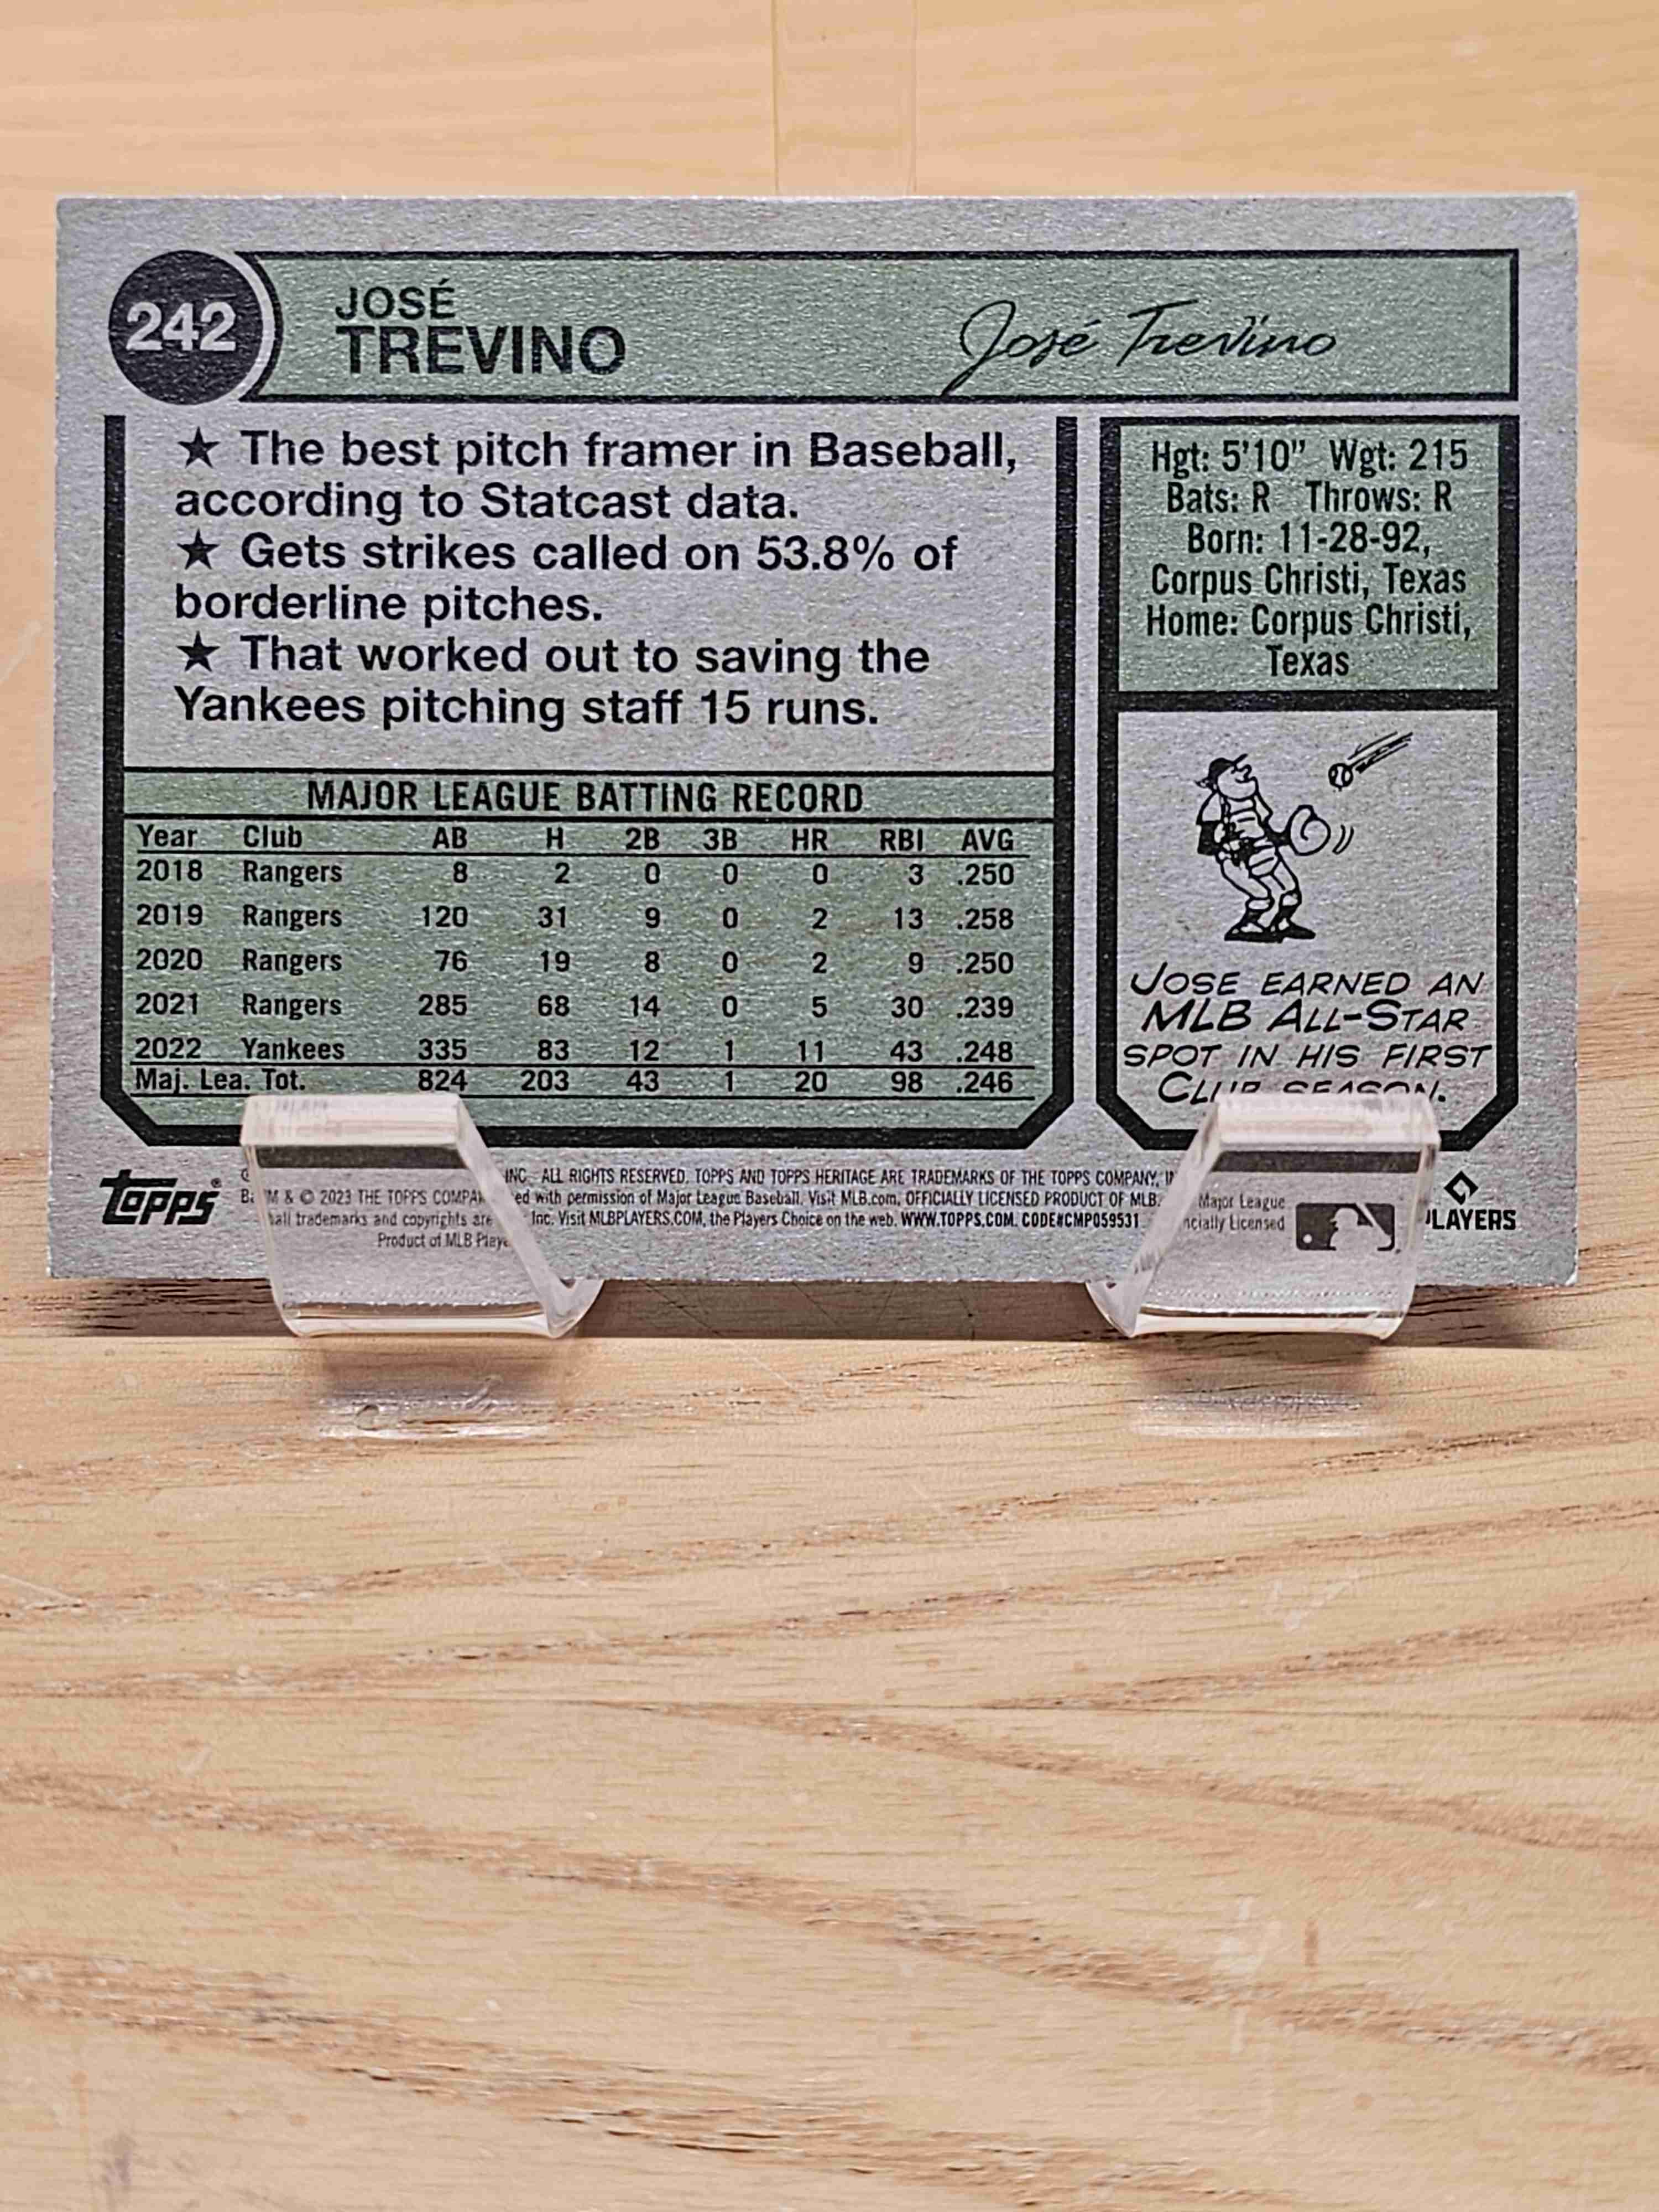 242
JOSÉ
TREVINO
José Trevino
★ The best pitch framer in Baseball,
according to Statcast data.
★ Gets strikes called on 53.8% of
borderline pitches.
★ That worked out to saving the
Yankees pitching staff 15 runs.
Hgt: 5'10" Wgt: 215
Bats: R Throws: R
Born: 11-28-92,
Corpus Christi, Texas
Home: Corpus Christi,
Texas
MAJOR LEAGUE BATTING RECORD
Year Club AB H 2B 3B HR RBI AVG
2018 Rangers 8 2 0 0 0 3 .250
2019 Rangers 120 31 9 0 2 13 .258
2020 Rangers 76 19 8 0 2 9 .250
2021 Rangers 285 68 14 0 5 30 .239
2022 Yankees 335 83 12 1 11 43 .248
Maj. Lea. Tot. 824 203 43 1 20 98 .246
JOSE EARNED AN
MLB ALL-STAR
SPOT IN HIS FIRST
CLUB SEASON.
TOPPS ®
& © 2023 THE TOPPS INC. ALL RIGHTS RESERVED. TOPPS AND TOPPS HERITAGE ARE TRADEMARKS OF THE TOPPS COMPANY,
trademarks and copyrights are with permission of Major League Baseball. Visit MLB.com. OFFICIALLY LICENSED PRODUCT OF MLB. Major League
Product of MLB Inc. Visit MLBPLAYERS.COM, the Players Choice on the web. WWW.TOPPS.COM. CODE#CMP059531 Licensed
PLAYERS